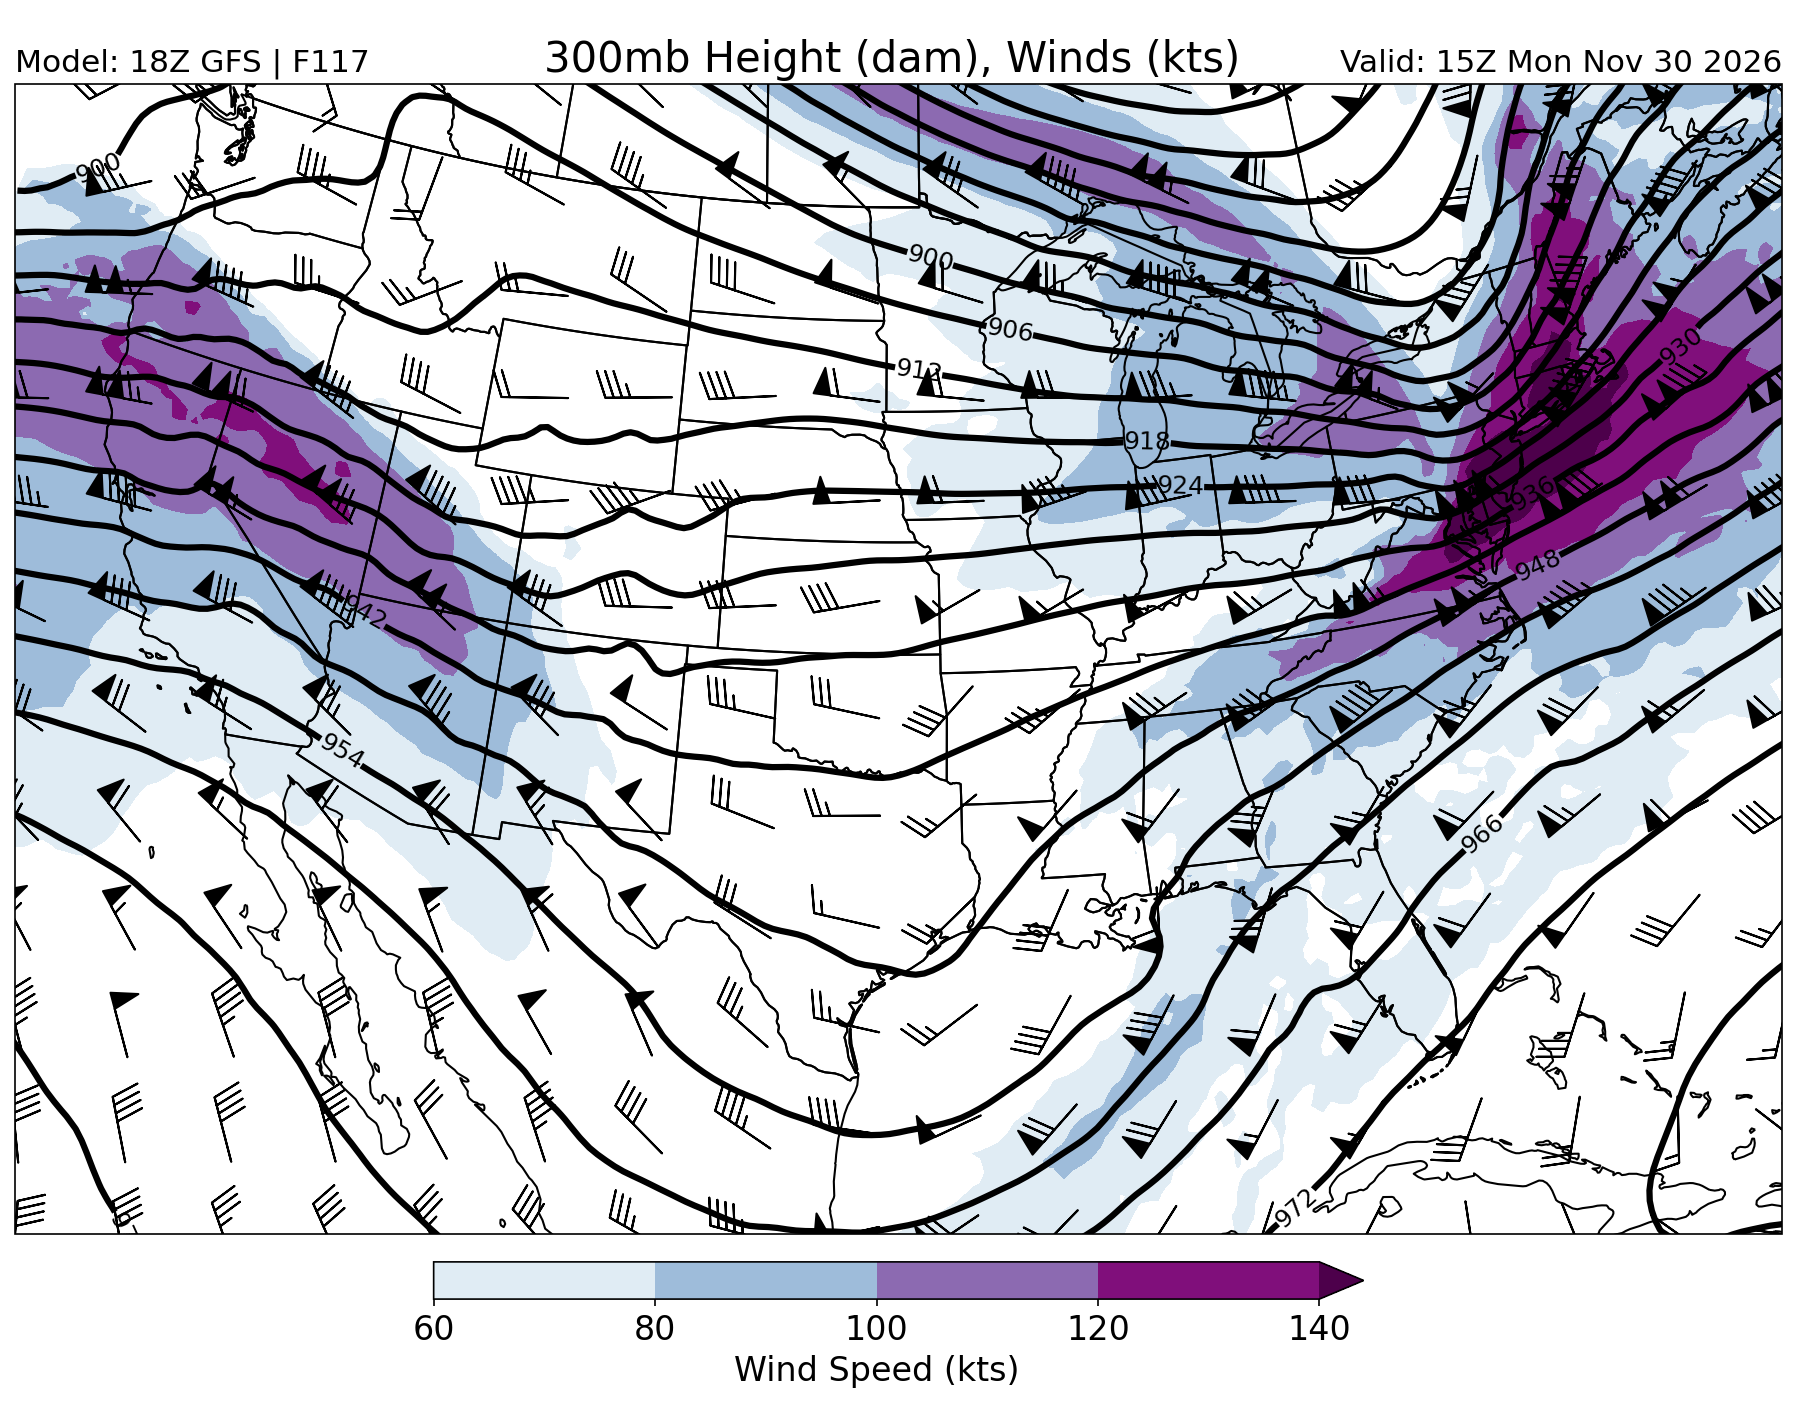 Model: 18Z GFS | F117
300mb Height (dam), Winds (kts)
Valid: 15Z Mon Nov 30 2026
900
900
906
912
918
924
930
936
942
948
954
966
972
60 80 100 120 140
Wind Speed (kts)